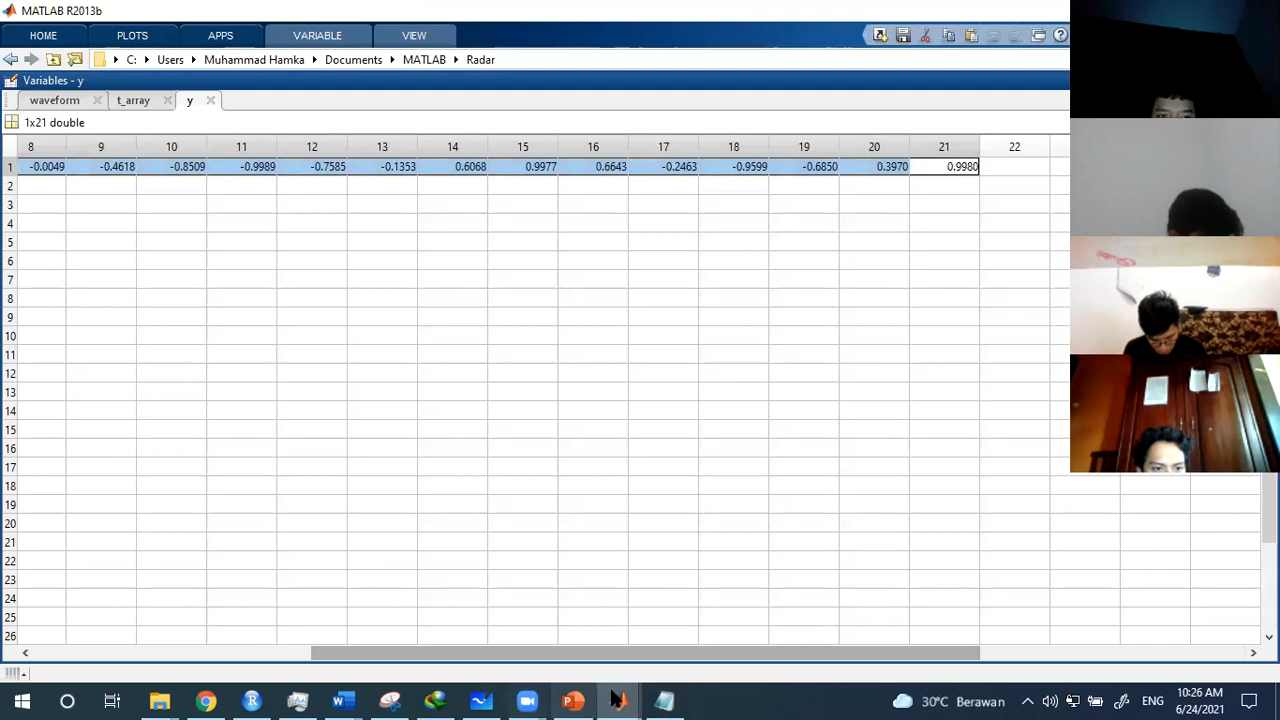 MATLAB R2013b
HOME PLOTS APPS VARIABLE VIEW
C: Users Muhammad Hamka Documents MATLAB Radar
Variables - y
waveform t_array y
1x21 double
8 9 10 11 12 13 14 15 16 17 18 19 20 21 22
1 -0.0049 -0.4618 -0.8509 -0.9989 -0.7585 -0.1353 0.6068 0.9977 0.6643 -0.2463 -0.9599 -0.6850 0.3970 0.9980
2
3
4
5
6
7
8
9
10
11
12
13
14
15
16
17
18
19
20
21
22
23
24
25
26
30°C Berawan ENG 10:26 AM
6/24/2021